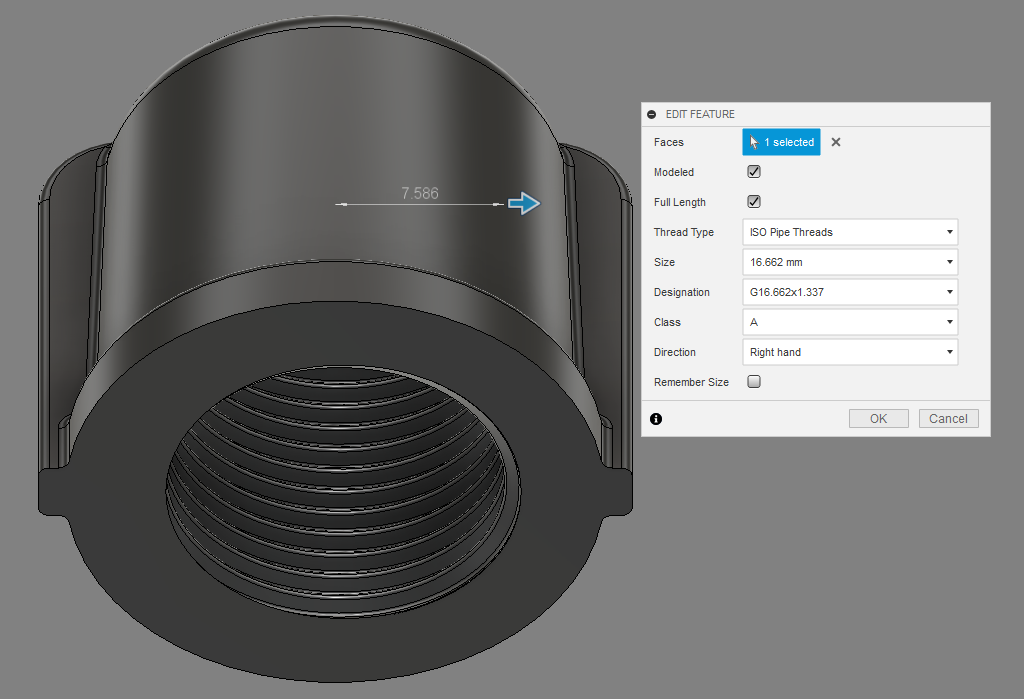 7.586
EDIT FEATURE
Faces 1 selected
Modeled
Full Length
Thread Type ISO Pipe Threads
Size 16.662 mm
Designation G16.662x1.337
Class A
Direction Right hand
Remember Size
OK Cancel